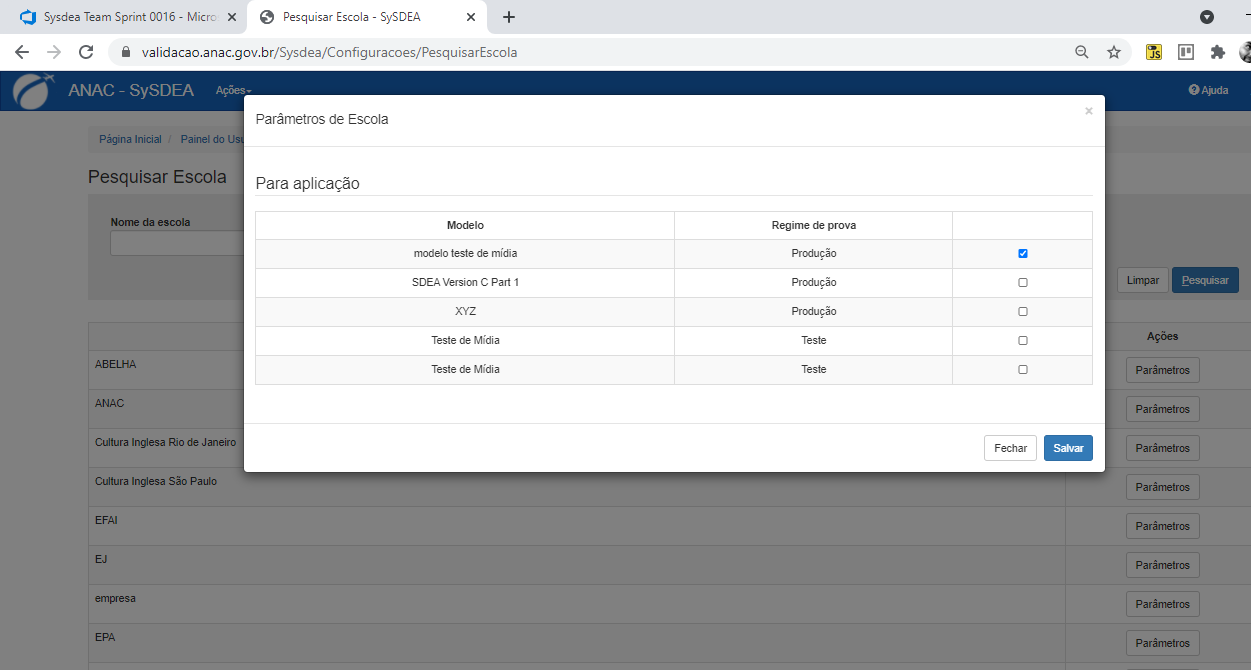 Sysdea Team Sprint 0016 - Micro
Pesquisar Escola - SySDEA
validacao.anac.gov.br/Sysdea/Configuracoes/PesquisarEscola
JS
ANAC - SySDEA
Ações
Ajuda
Parâmetros de Escola
×
Página Inicial / Painel do Usu
Pesquisar Escola
Para aplicação
Nome da escola
Modelo Regime de prova
modelo teste de mídia Produção
SDEA Version C Part 1 Produção
XYZ Produção
Teste de Mídia Teste
Teste de Mídia Teste
Limpar Pesquisar
Fechar Salvar
Ações
ABELHA Parâmetros
ANAC Parâmetros
Cultura Inglesa Rio de Janeiro Parâmetros
Cultura Inglesa São Paulo Parâmetros
EFAI Parâmetros
EJ Parâmetros
empresa Parâmetros
EPA Parâmetros